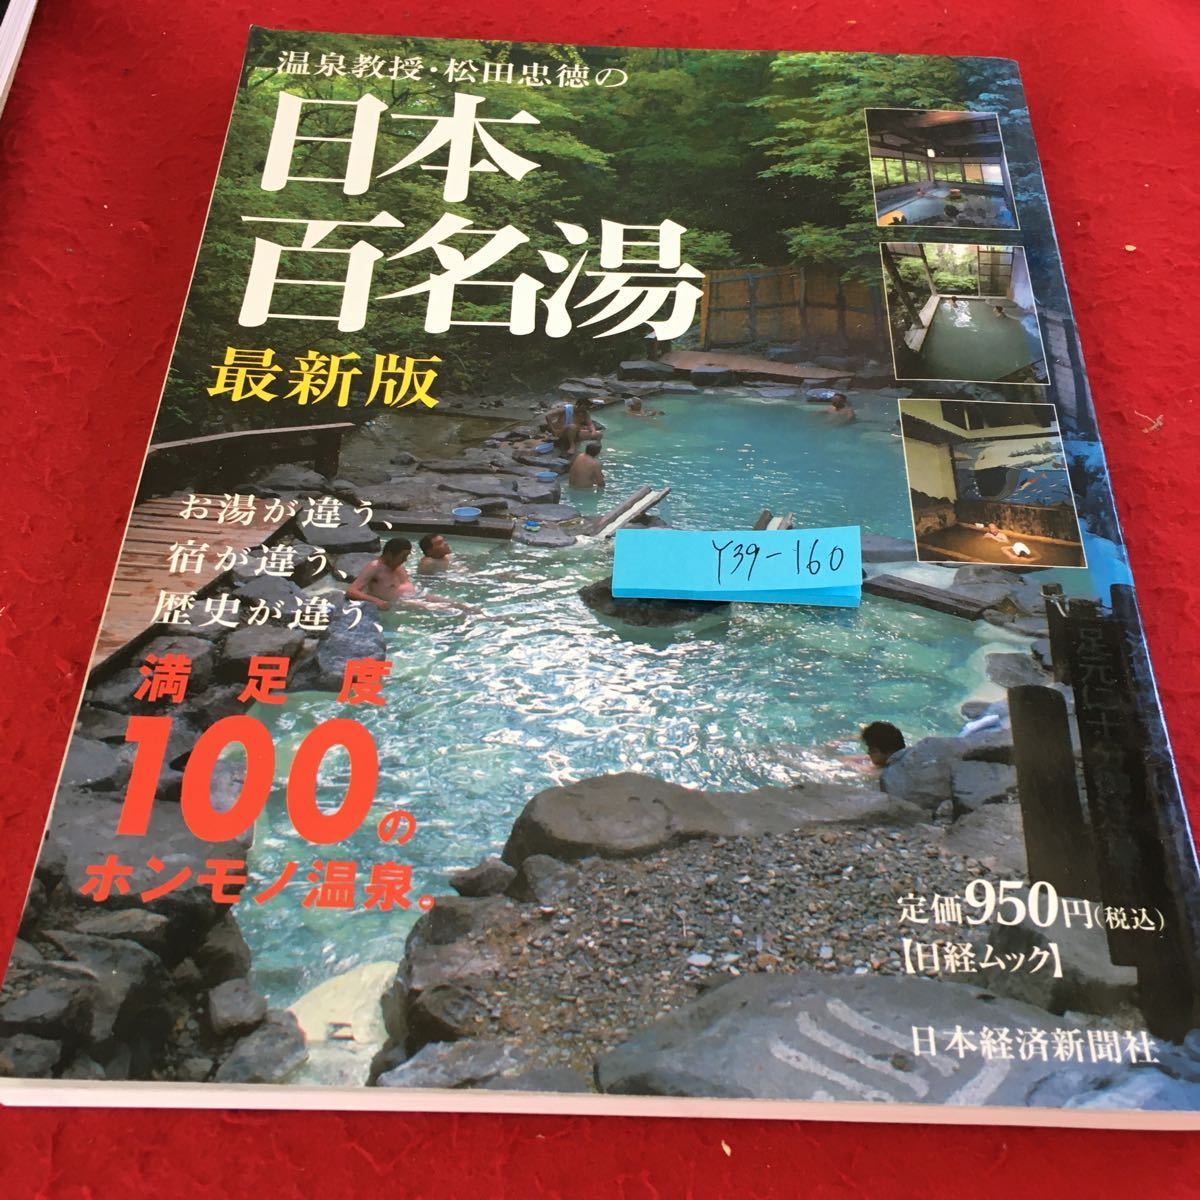 温泉教授・松田忠徳の
日本
百名湯
最新版
お湯が違う、
宿が違う、
歴史が違う、
満足度
100の
ホンモノ温泉。
Y39-160
定価950円(税込)
【日経ムック】
日本経済新聞社